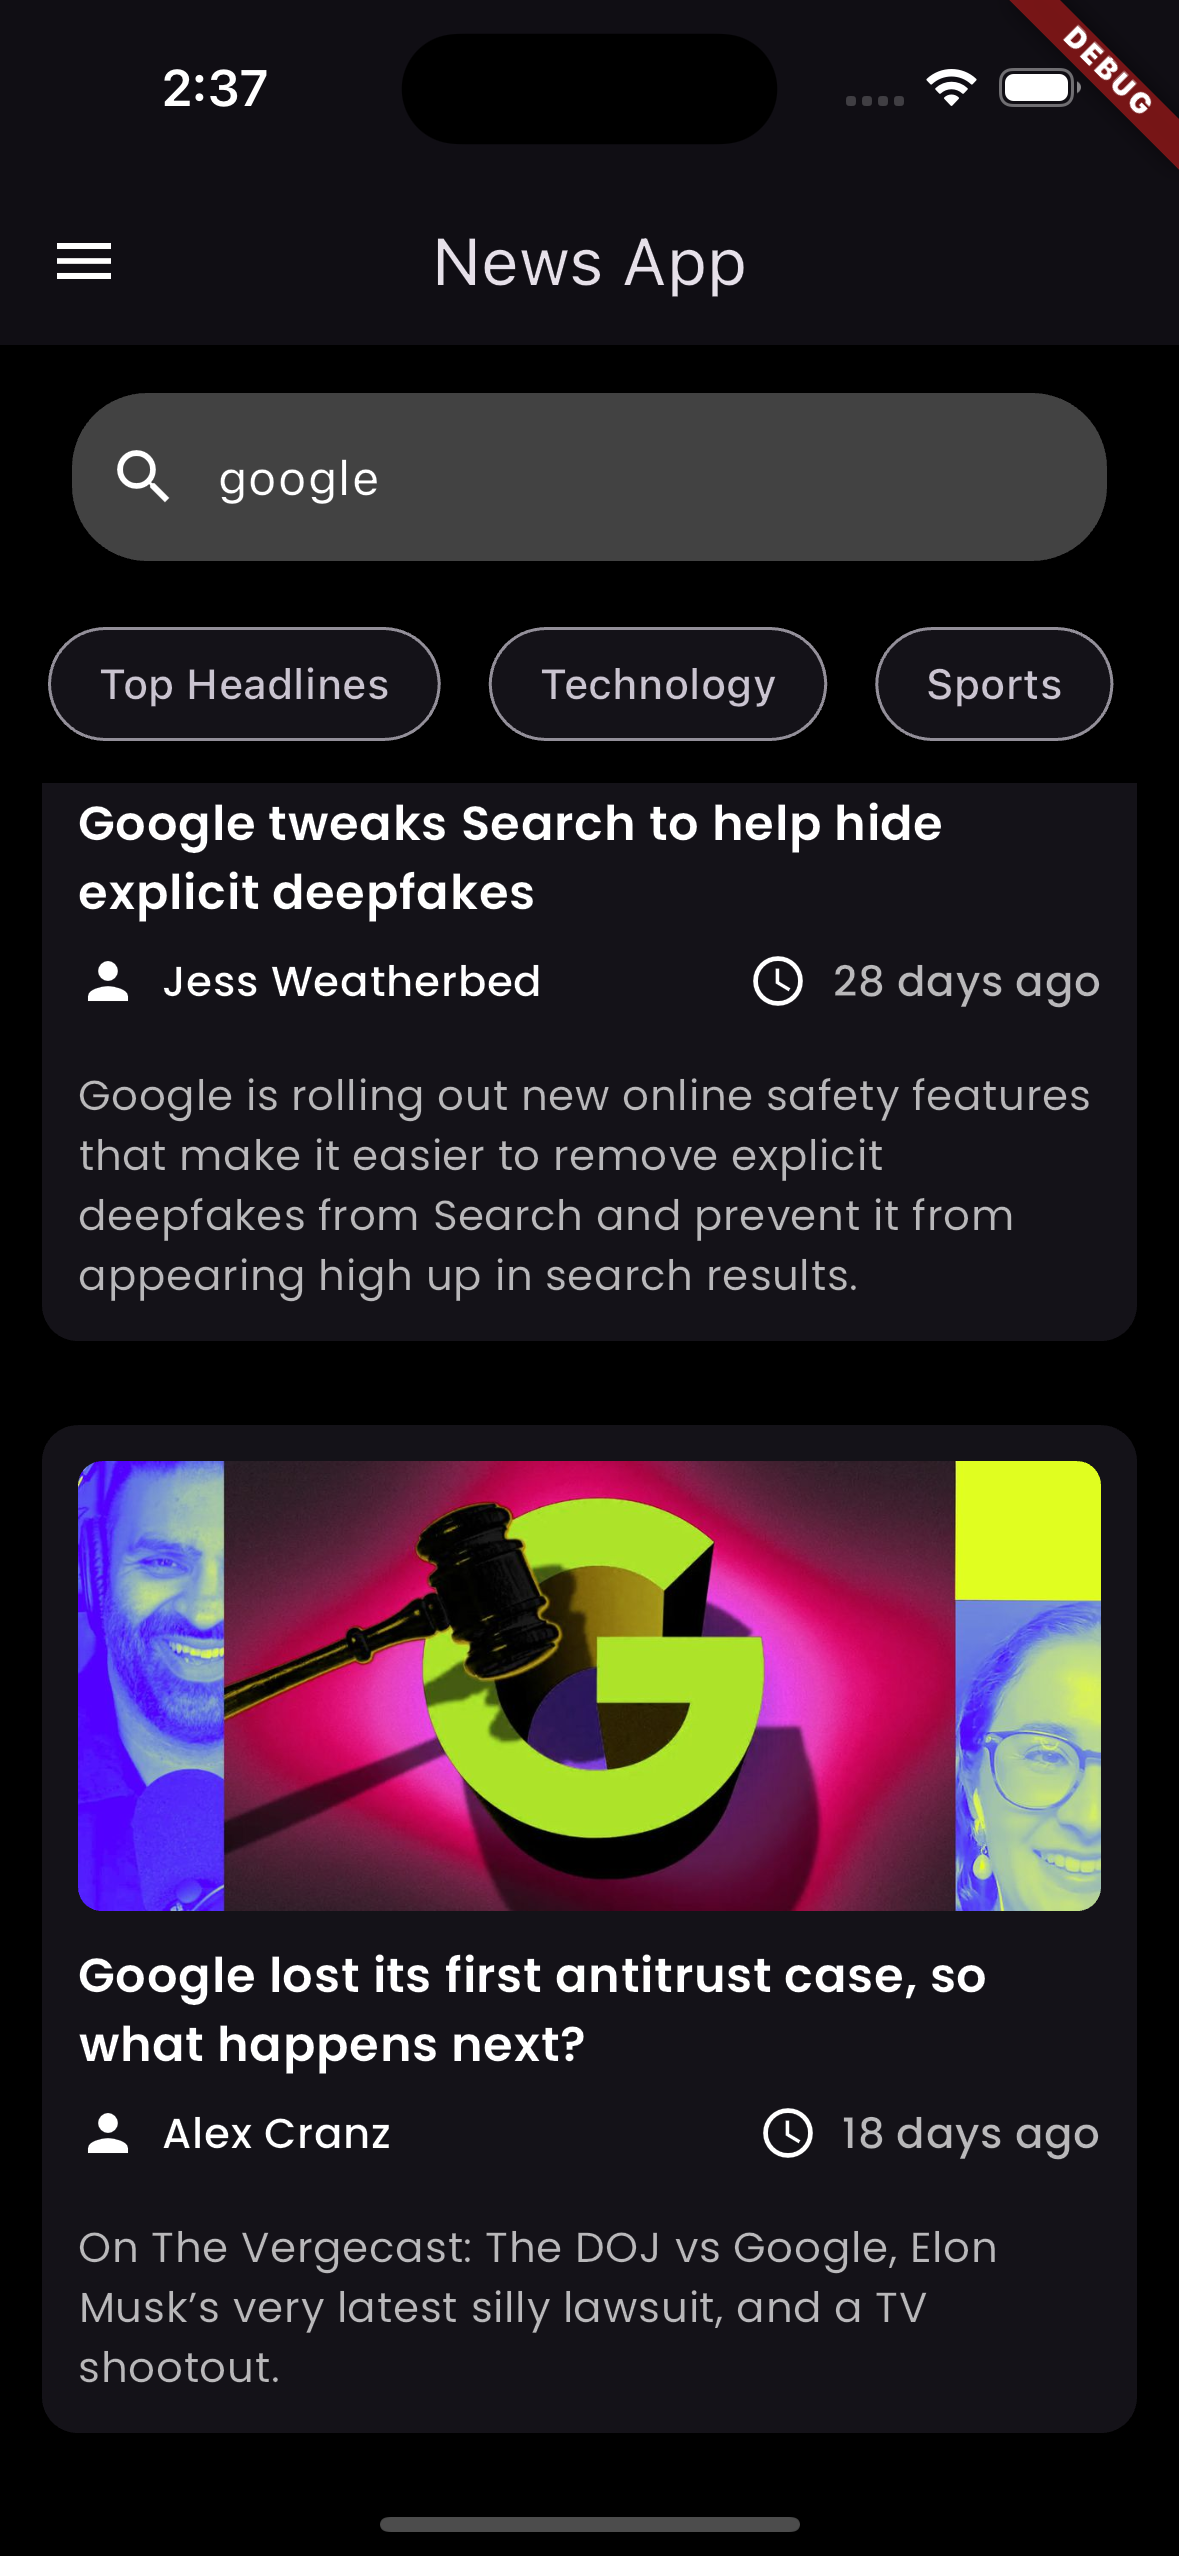 2:37
DEBUG
News App
google
Top Headlines
Technology
Sports
Google tweaks Search to help hide
explicit deepfakes
Jess Weatherbed
28 days ago
Google is rolling out new online safety features
that make it easier to remove explicit
deepfakes from Search and prevent it from
appearing high up in search results.
Google lost its first antitrust case, so
what happens next?
Alex Cranz
18 days ago
On The Vergecast: The DOJ vs Google, Elon
Musk’s very latest silly lawsuit, and a TV
shootout.